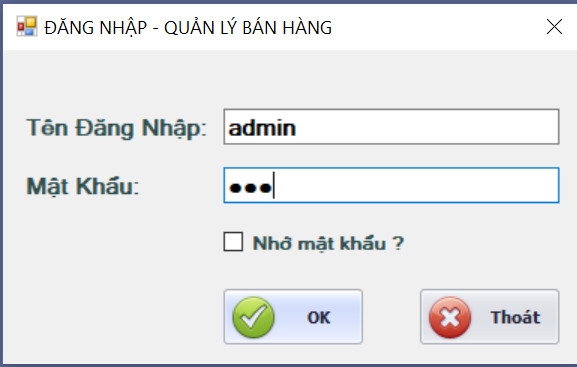 ĐĂNG NHẬP - QUẢN LÝ BÁN HÀNG
Tên Đăng Nhập: admin
Mật Khẩu: ●●●
Nhớ mật khẩu ?
OK Thoát